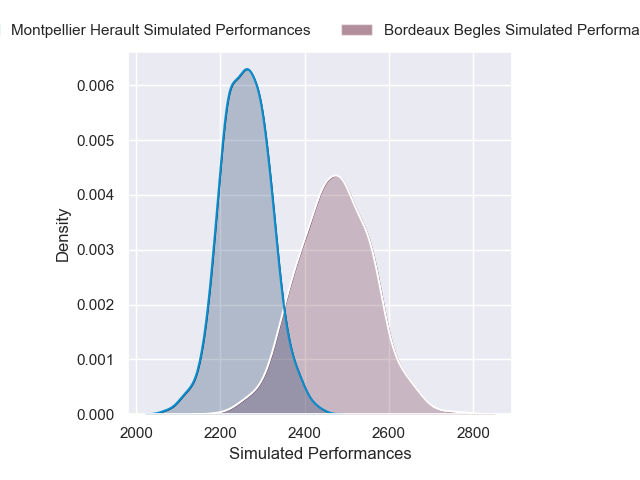 Montpellier Herault Simulated Performances
Bordeaux Begles Simulated Performa
0.006
0.005
0.004
0.003
0.002
0.001
0.000
Density
2000 2200 2400 2600 2800
Simulated Performances